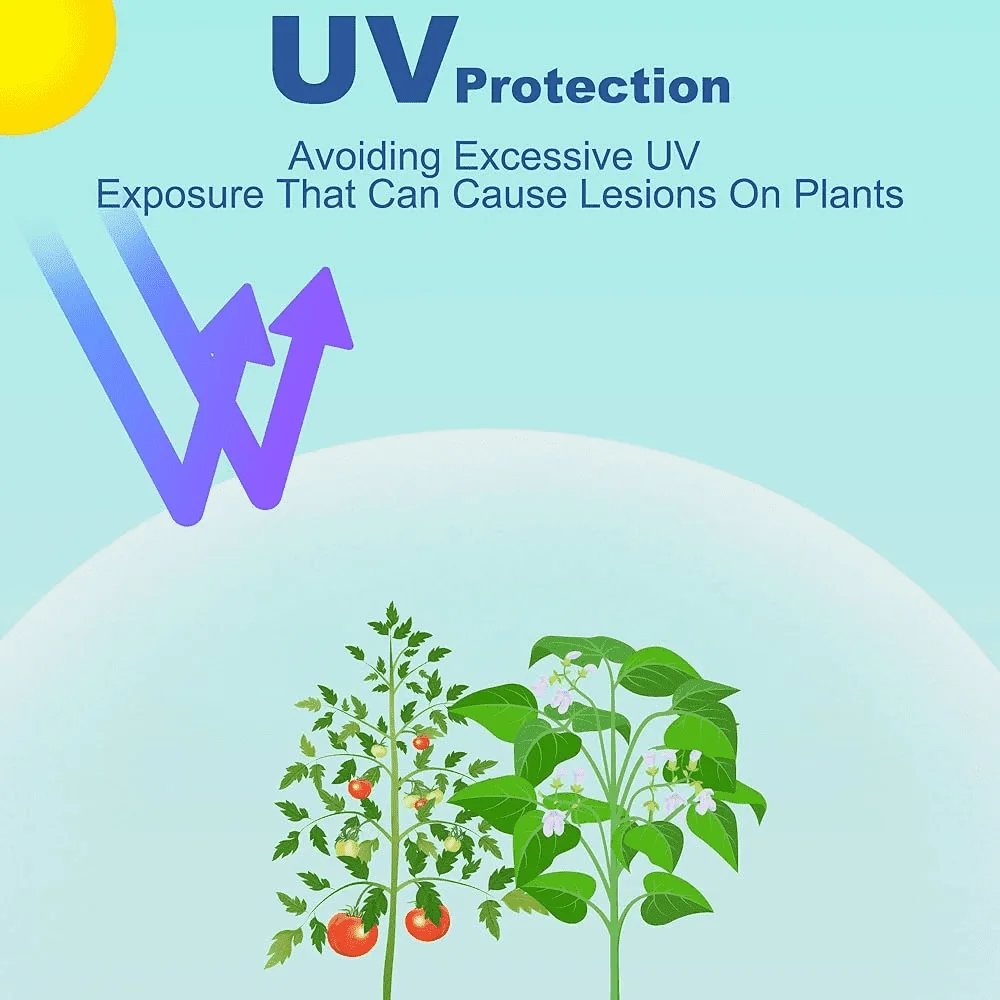 UV Protection
Avoiding Excessive UV
Exposure That Can Cause Lesions On Plants